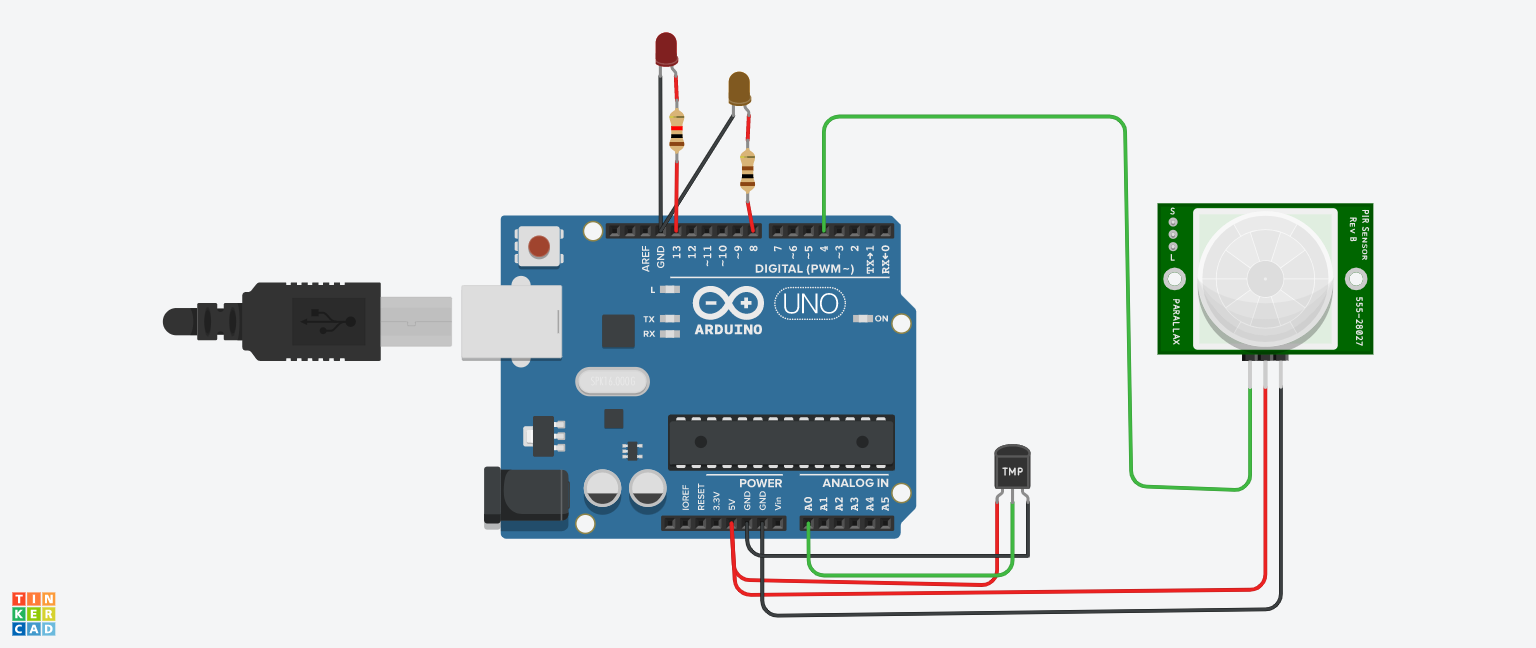 AREF
GND
13
12
~11
~10
~9
8
7
~6
~5
4
~3
2
TX→1
RX←0
DIGITAL (PWM~)
L
TX
RX
UNO
ON
ARDUINO
S
L
PARALLAX
PIR SENSOR
REV B
555-28027
TMP
POWER
ANALOG IN
IOREF
RESET
3.3V
5V
GND
GND
Vin
A0
A1
A2
A3
A4
A5
TIN
KER
CAD